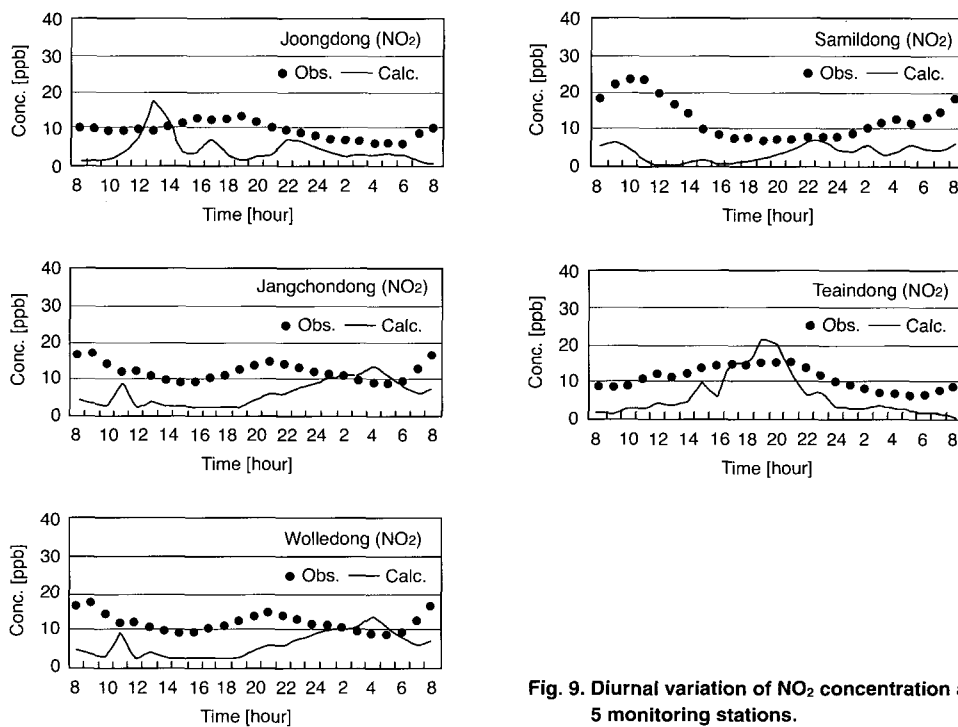 Joongdong (NO2)
● Obs. — Calc.
Conc. [ppb]
40
30
20
10
0
8 10 12 14 16 18 20 22 24 2 4 6 8
Time [hour]
Samildong (NO2)
● Obs. — Calc.
Conc. [ppb]
40
30
20
10
0
8 10 12 14 16 18 20 22 24 2 4 6 8
Time [hour]
Jangchondong (NO2)
● Obs. — Calc.
Conc. [ppb]
40
30
20
10
0
8 10 12 14 16 18 20 22 24 2 4 6 8
Time [hour]
Teaindong (NO2)
● Obs. — Calc.
Conc. [ppb]
40
30
20
10
0
8 10 12 14 16 18 20 22 24 2 4 6 8
Time [hour]
Wolledong (NO2)
● Obs. — Calc.
Conc. [ppb]
40
30
20
10
0
8 10 12 14 16 18 20 22 24 2 4 6 8
Time [hour]
Fig. 9. Diurnal variation of NO2 concentration a
5 monitoring stations.